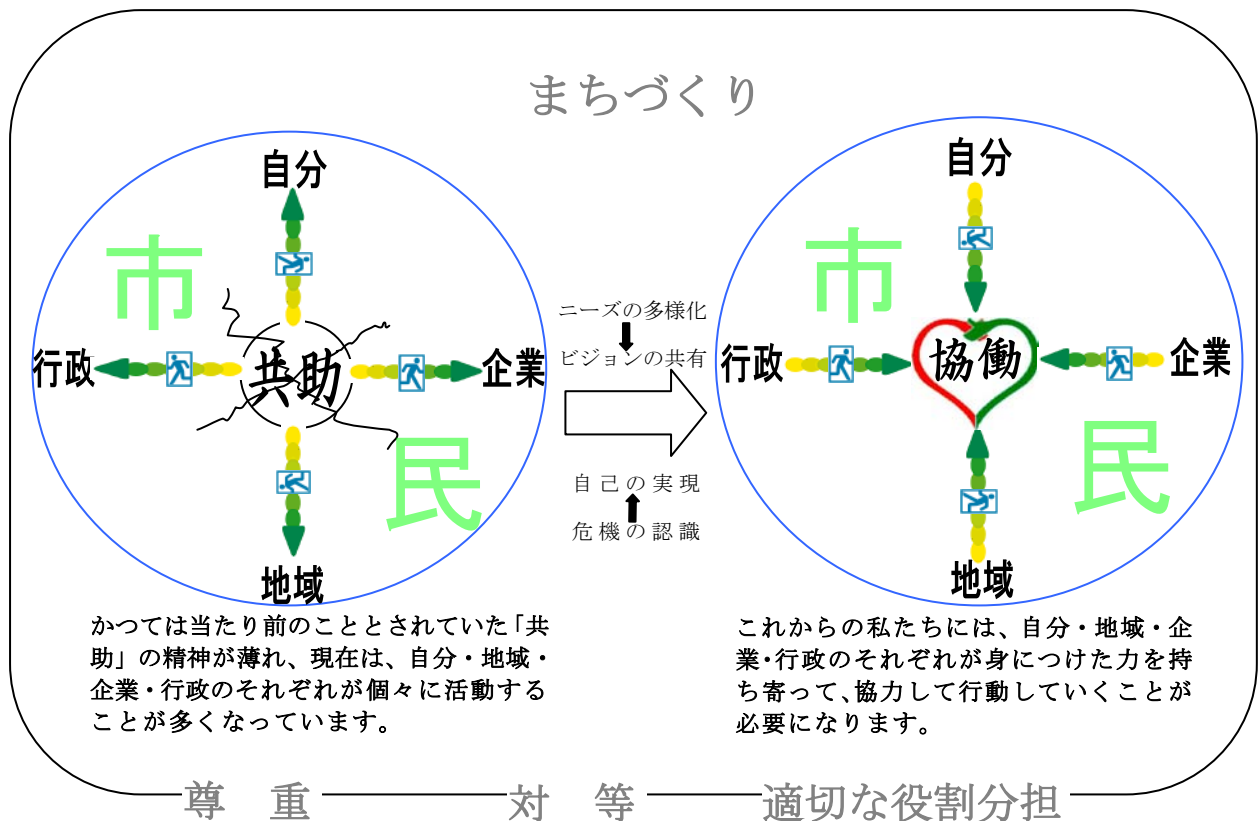 まちづくり
自分
市
行政
共助
企業
民
地域
ニーズの多様化
ビジョンの共有
自己の実現
危機の認識
自分
市
行政
協働
企業
民
地域
かつては当たり前のこととされていた「共
助」の精神が薄れ、現在は、自分・地域・
企業・行政のそれぞれが個々に活動する
ことが多くなっています。
これからの私たちには、自分・地域・企
業・行政のそれぞれが身につけた力を持
ち寄って、協力して行動していくことが
必要になります。
尊　重
対　等
適切な役割分担